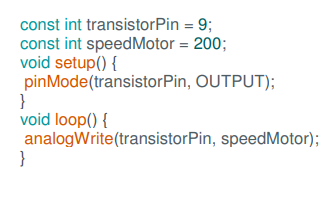 const int transistorPin = 9;
const int speedMotor = 200;
void setup() {
 pinMode(transistorPin, OUTPUT);
}
void loop() {
 analogWrite(transistorPin, speedMotor);
}